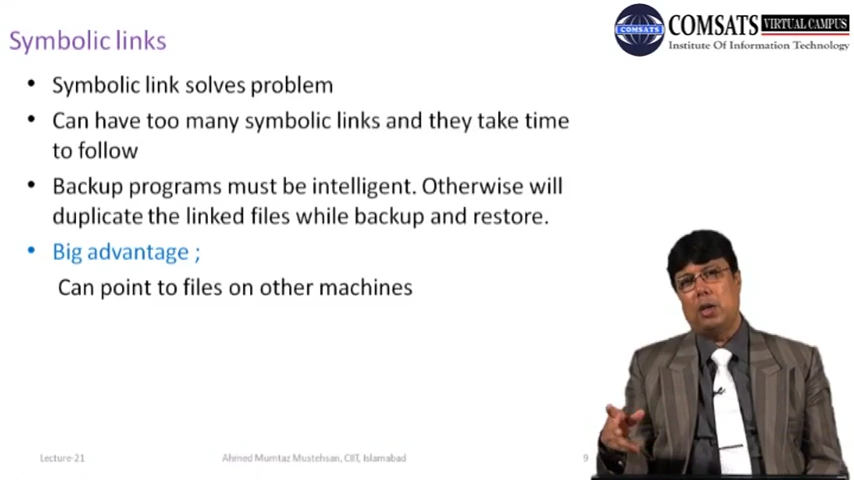 COMSATS VIRTUAL CAMPUS
COMSATS
Institute Of Information Technology
Symbolic links
• Symbolic link solves problem
• Can have too many symbolic links and they take time
to follow
• Backup programs must be intelligent. Otherwise will
duplicate the linked files while backup and restore.
• Big advantage ;
Can point to files on other machines
Lecture-21
Ahmed Mumtaz Mustehsan, CIIT, Islamabad
9